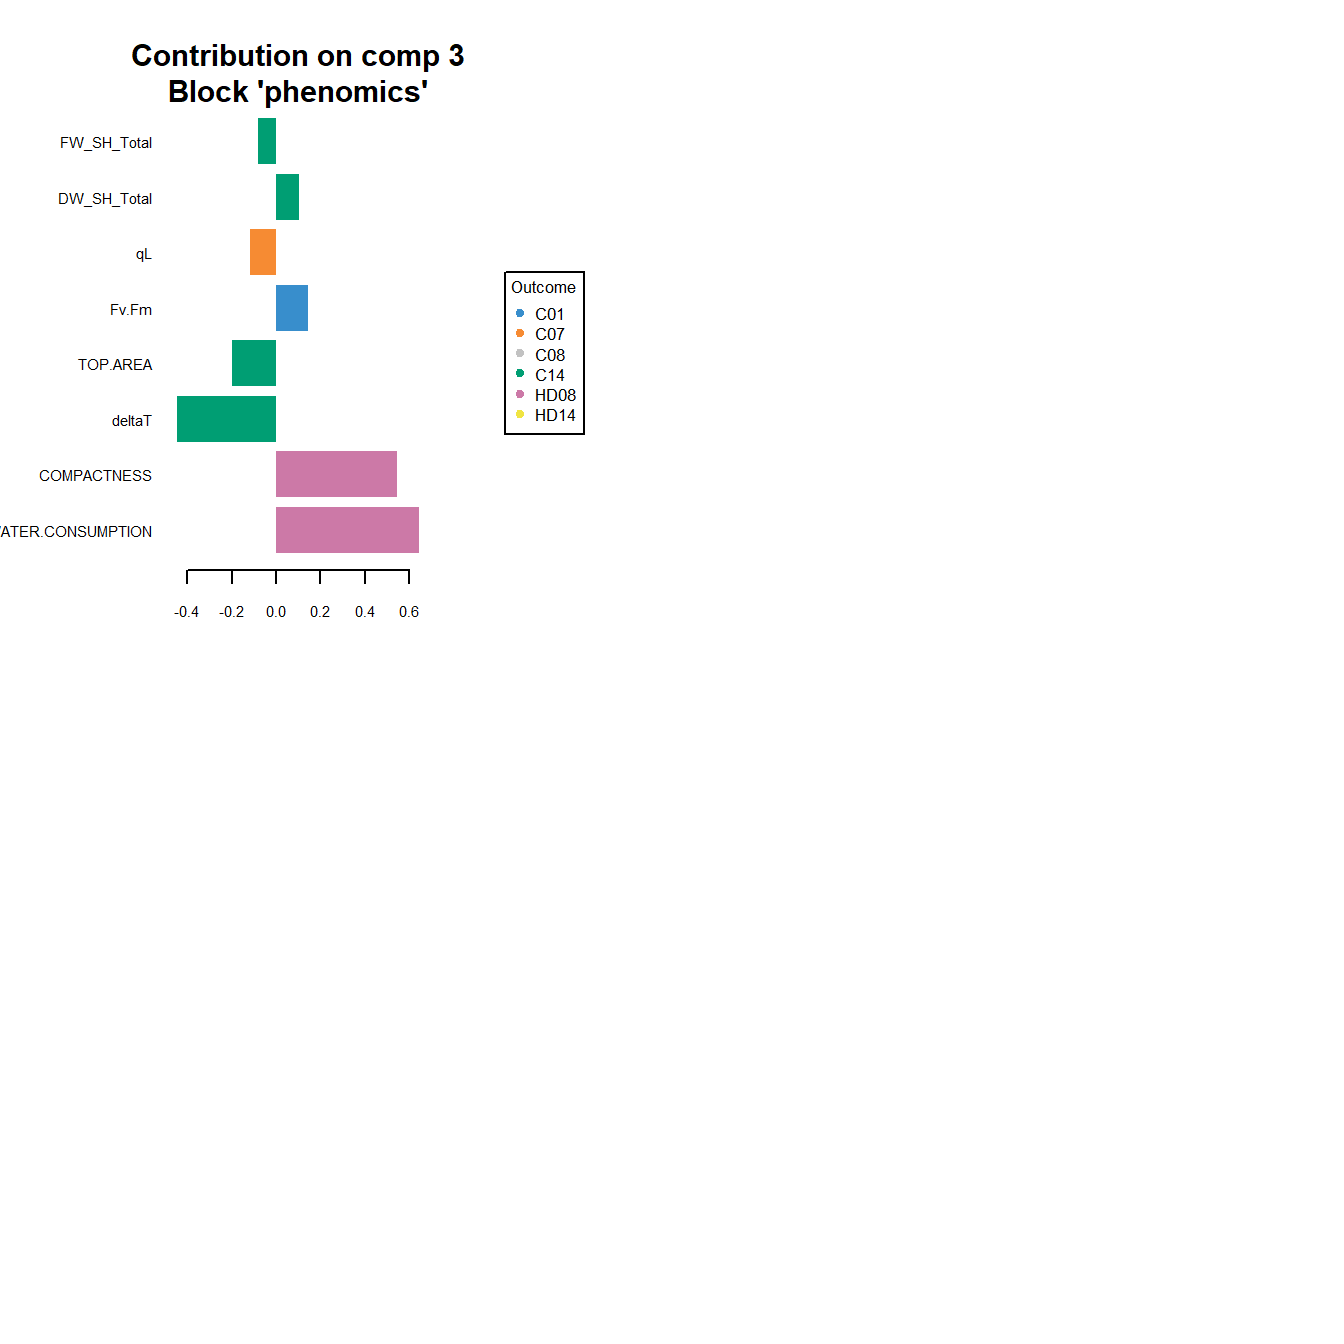 Contribution on comp 3
Block 'phenomics'
FW_SH_Total
DW_SH_Total
qL
Fv.Fm
TOP.AREA
deltaT
COMPACTNESS
ATER.CONSUMPTION
-0.4 -0.2 0.0 0.2 0.4 0.6
Outcome
C01
C07
C08
C14
HD08
HD14